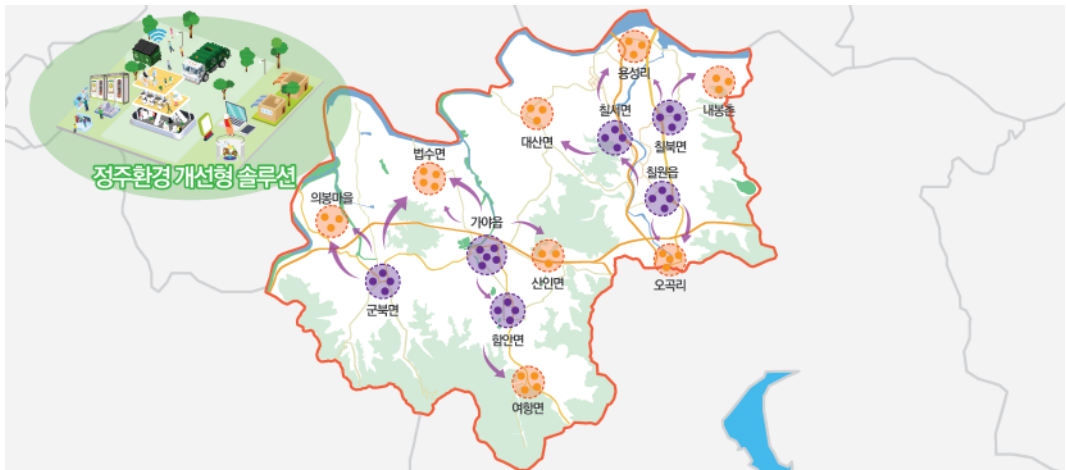 용성리
칠서면
내봉촌
대산면
칠북면
법수면
정주환경 개선형 솔루션
칠원읍
의봉마을
가야읍
산인면
오곡리
군북면
함안면
여항면